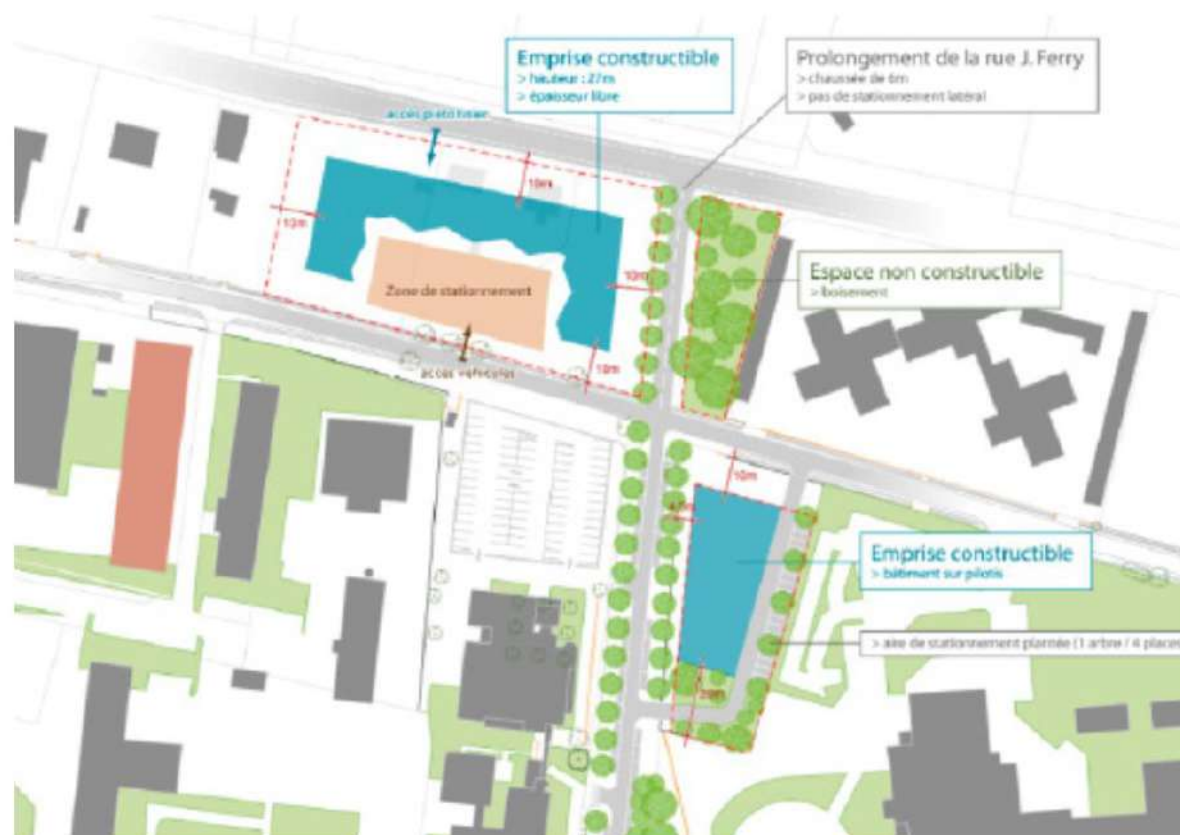 Emprise constructible
> hauteur : 27m
> épaisseur libre
Prolongement de la rue J. Ferry
> chaussée de 6m
> pas de stationnement latéral
accès piétonnier
10m
10m
10m
Zone de stationnement
10m
accès véhicules
Espace non constructible
> boisement
10m
Emprise constructible
> bâtiment sur pilotis
> aire de stationnement plantée (1 arbre / 4 places